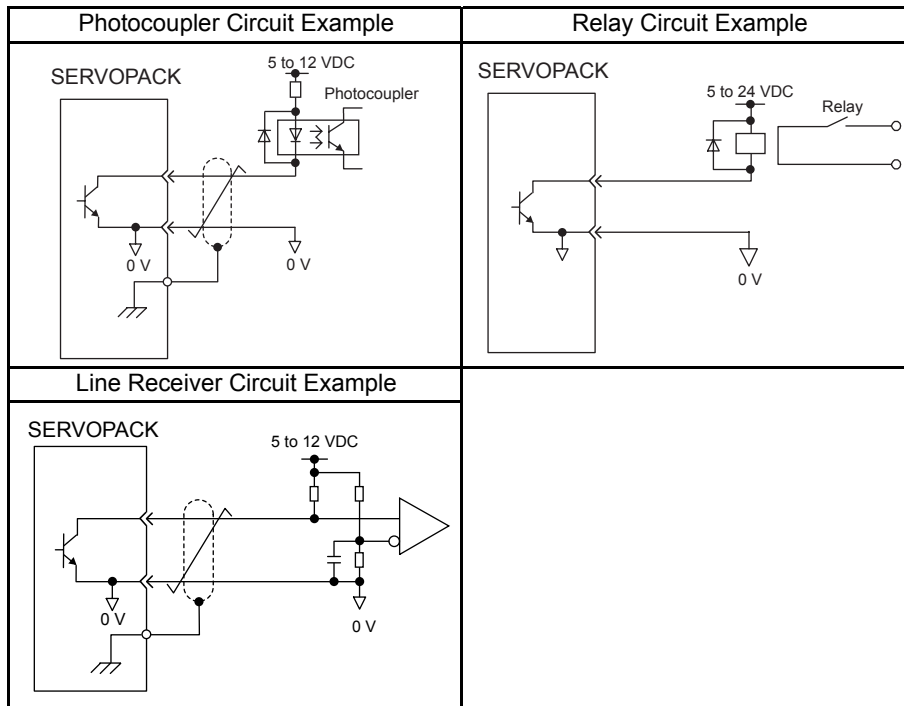 Photocoupler Circuit Example
SERVOPACK
5 to 12 VDC
Photocoupler
0 V
0 V
Relay Circuit Example
SERVOPACK
5 to 24 VDC
Relay
0 V
Line Receiver Circuit Example
SERVOPACK
5 to 12 VDC
0 V
0 V